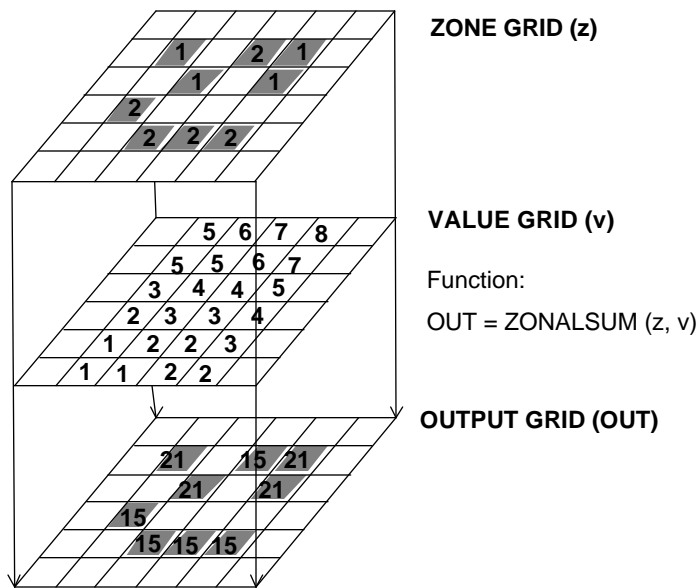 ZONE GRID (z)
1 2 1
1 1
2
2 2 2
VALUE GRID (v)
5 6 7 8
5 5 6 7
3 4 4 5
2 3 3 4
1 2 2 3
1 1 2 2
Function:
OUT = ZONALSUM (z, v)
OUTPUT GRID (OUT)
21 15 21
21 21
15
15 15 15